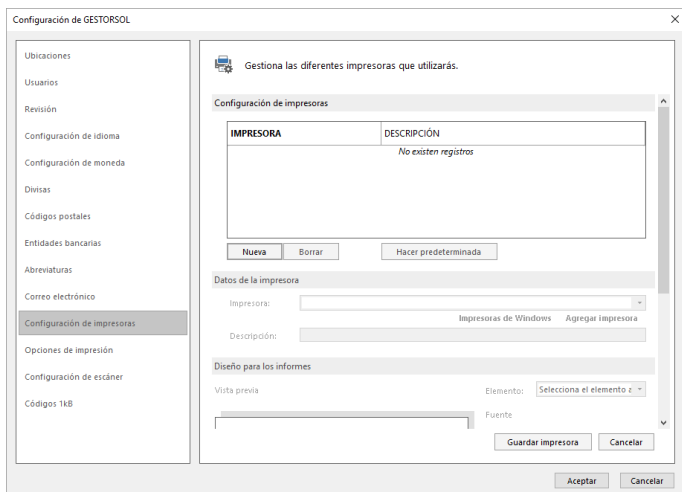 Configuración de GESTORSOL
Ubicaciones
Usuarios
Revisión
Configuración de idioma
Configuración de moneda
Divisas
Códigos postales
Entidades bancarias
Abreviaturas
Correo electrónico
Configuración de impresoras
Opciones de impresión
Configuración de escáner
Códigos 1kB
Gestiona las diferentes impresoras que utilizarás.
Configuración de impresoras
IMPRESORA DESCRIPCIÓN
No existen registros
Nueva Borrar Hacer predeterminada
Datos de la impresora
Impresora:
Impresoras de Windows Agregar impresora
Descripción:
Diseño para los informes
Vista previa Elemento: Selecciona el elemento a
Fuente
Guardar impresora Cancelar
Aceptar Cancelar